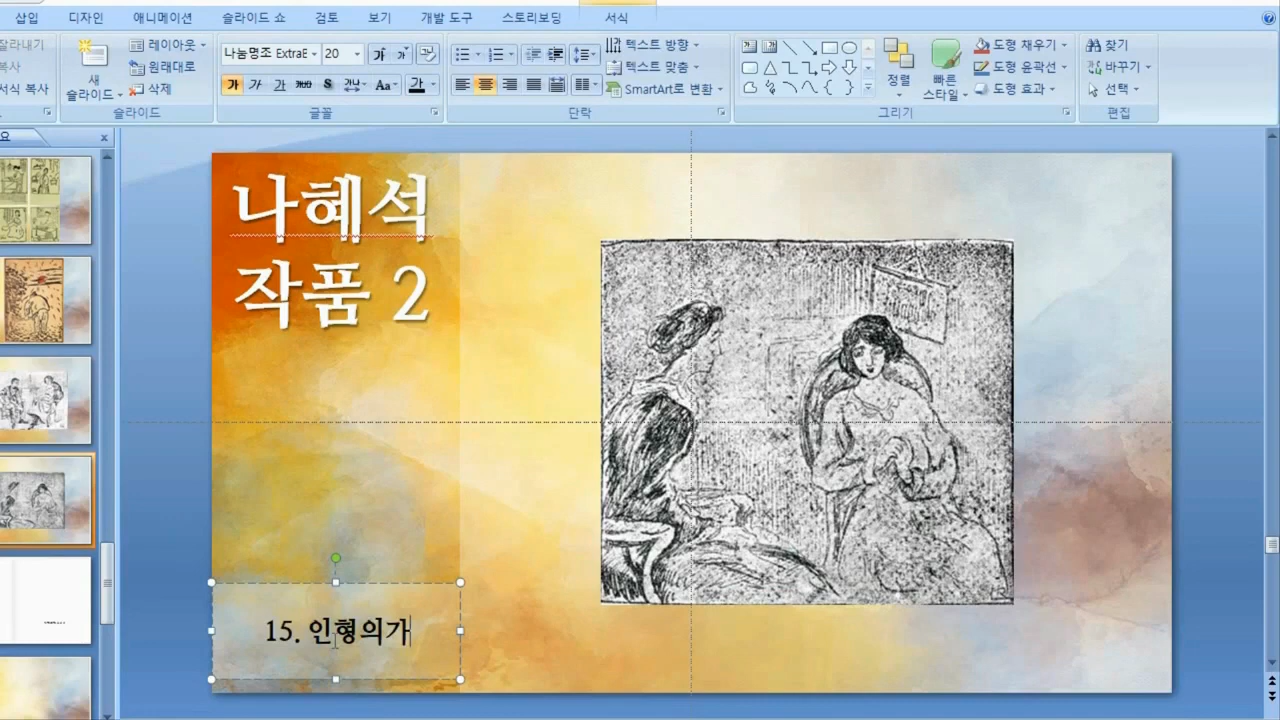 삽입 디자인 애니메이션 슬라이드 쇼 검토 보기 개발 도구 스토리보딩 서식
잘라내기
복사
서식 복사
새
슬라이드
레이아웃
원래대로
삭제
슬라이드
나눔명조 ExtraB 20
가 가 가 가 S 간 Aa 가
글꼴
텍스트 방향
텍스트 맞춤
SmartArt로 변환
단락
정렬
빠른
스타일
도형 채우기
도형 윤곽선
도형 효과
그리기
찾기
바꾸기
선택
편집
요
나혜석
작품 2
15. 인형의가